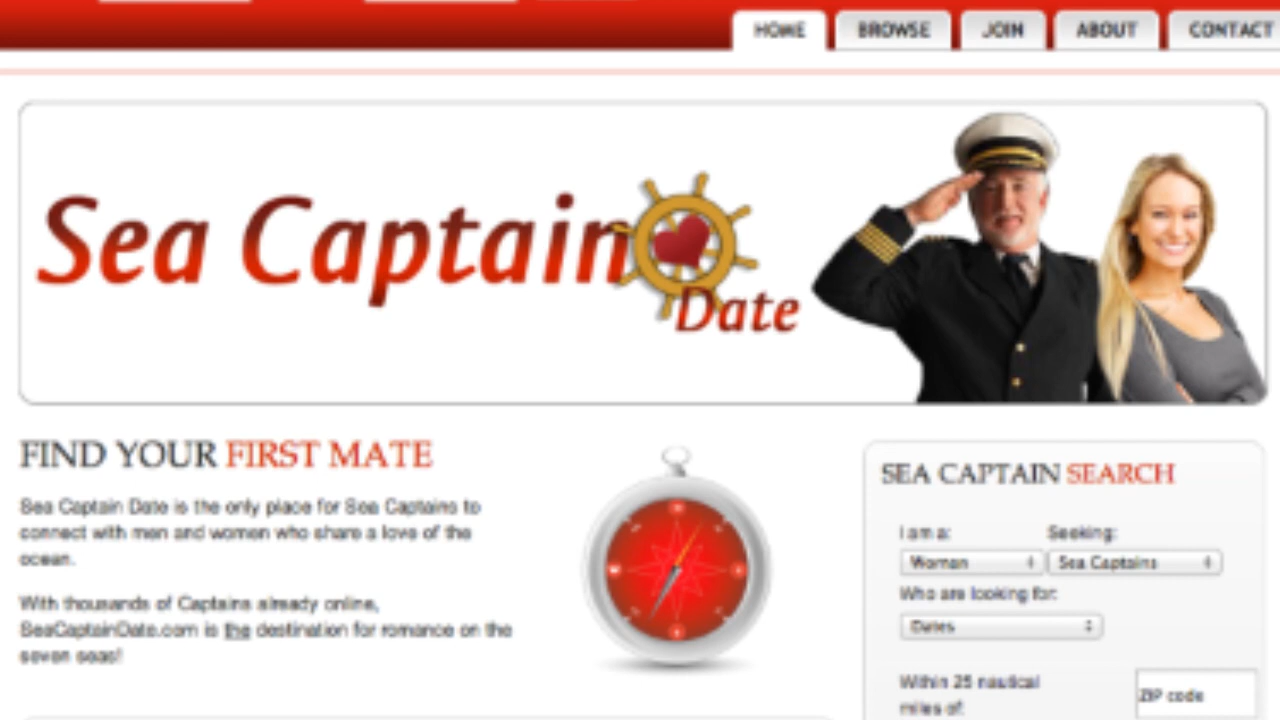 HOME BROWSE JOIN ABOUT CONTACT
Sea Captain
Date
FIND YOUR FIRST MATE
Sea Captain Date is the only place for Sea Captains to
connect with men and women who share a love of the
ocean.
With thousands of Captains already online,
SeaCaptainDate.com is the destination for romance on the
seven seas!
SEA CAPTAIN SEARCH
I am a: Seeking:
Woman Sea Captains
Who are looking for:
Dates
Within 25 nautical
miles of:
ZIP code